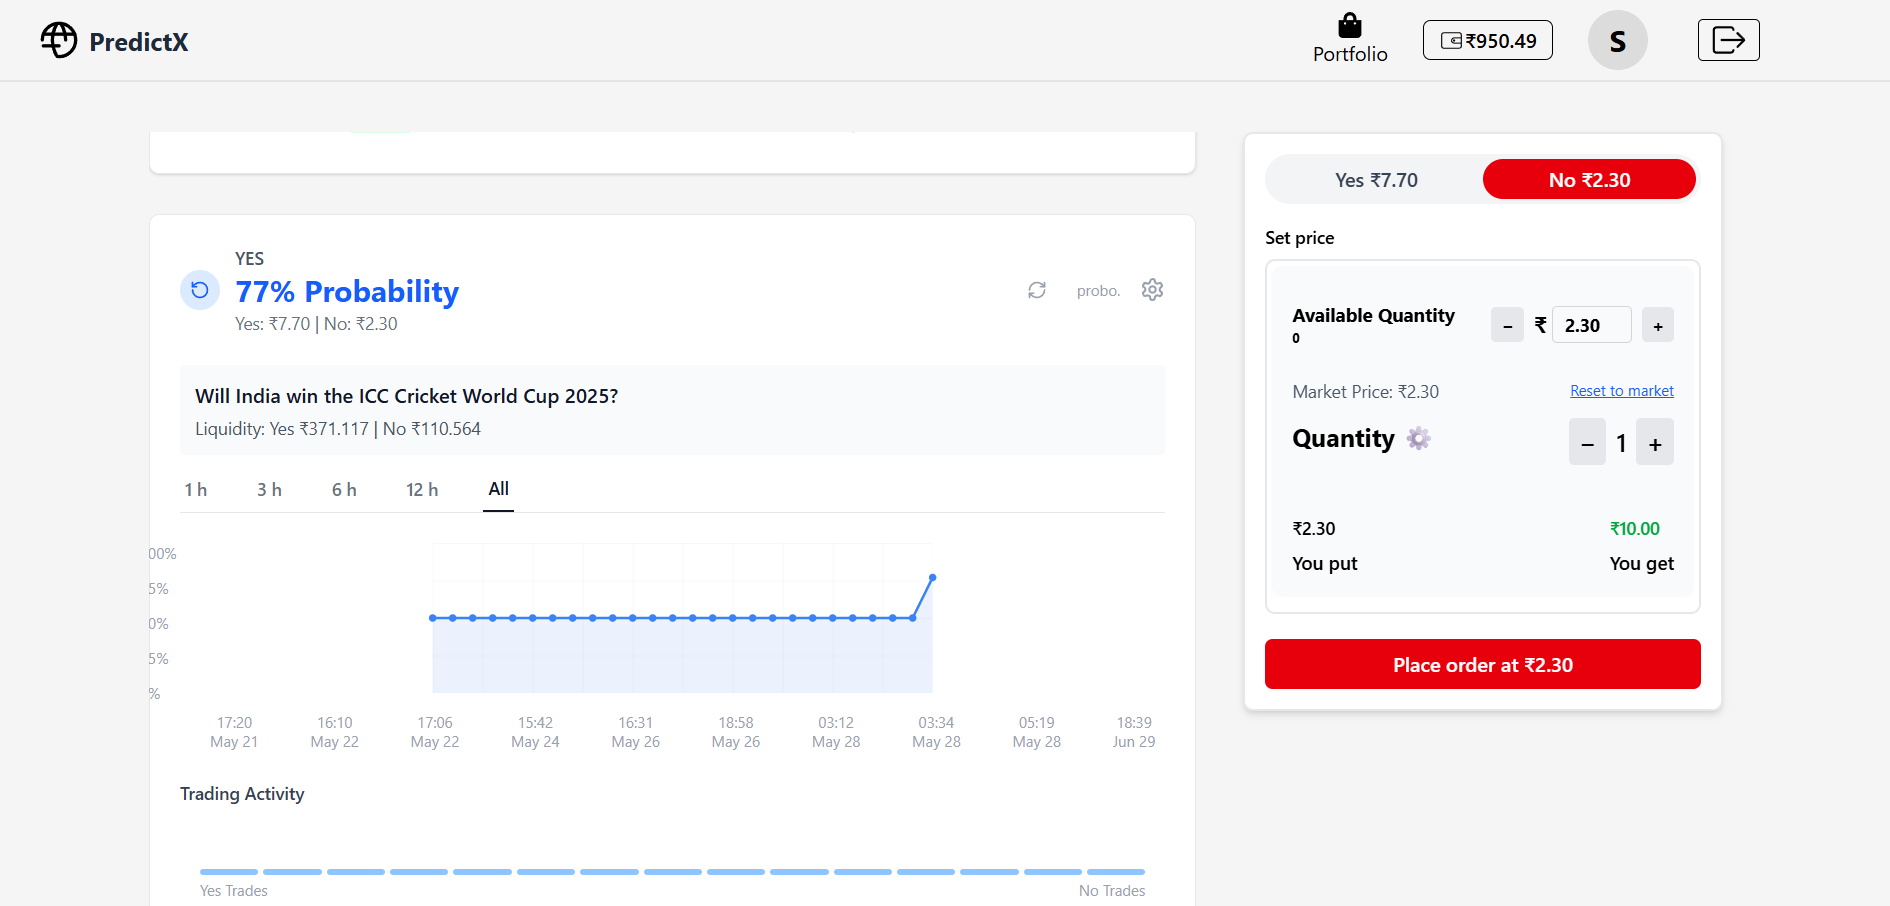 PredictX
Portfolio
₹950.49
S
Yes ₹7.70
No ₹2.30
Set price
Available Quantity
0
−
₹
2.30
+
Market Price: ₹2.30
Reset to market
Quantity
−
1
+
₹2.30
₹10.00
You put
You get
Place order at ₹2.30
YES
77% Probability
Yes: ₹7.70 | No: ₹2.30
probo.
Will India win the ICC Cricket World Cup 2025?
Liquidity: Yes ₹371.117 | No ₹110.564
1 h
3 h
6 h
12 h
All
00%
5%
0%
5%
%
17:20
May 21
16:10
May 22
17:06
May 22
15:42
May 24
16:31
May 26
18:58
May 26
03:12
May 28
03:34
May 28
05:19
May 28
18:39
Jun 29
Trading Activity
Yes Trades
No Trades